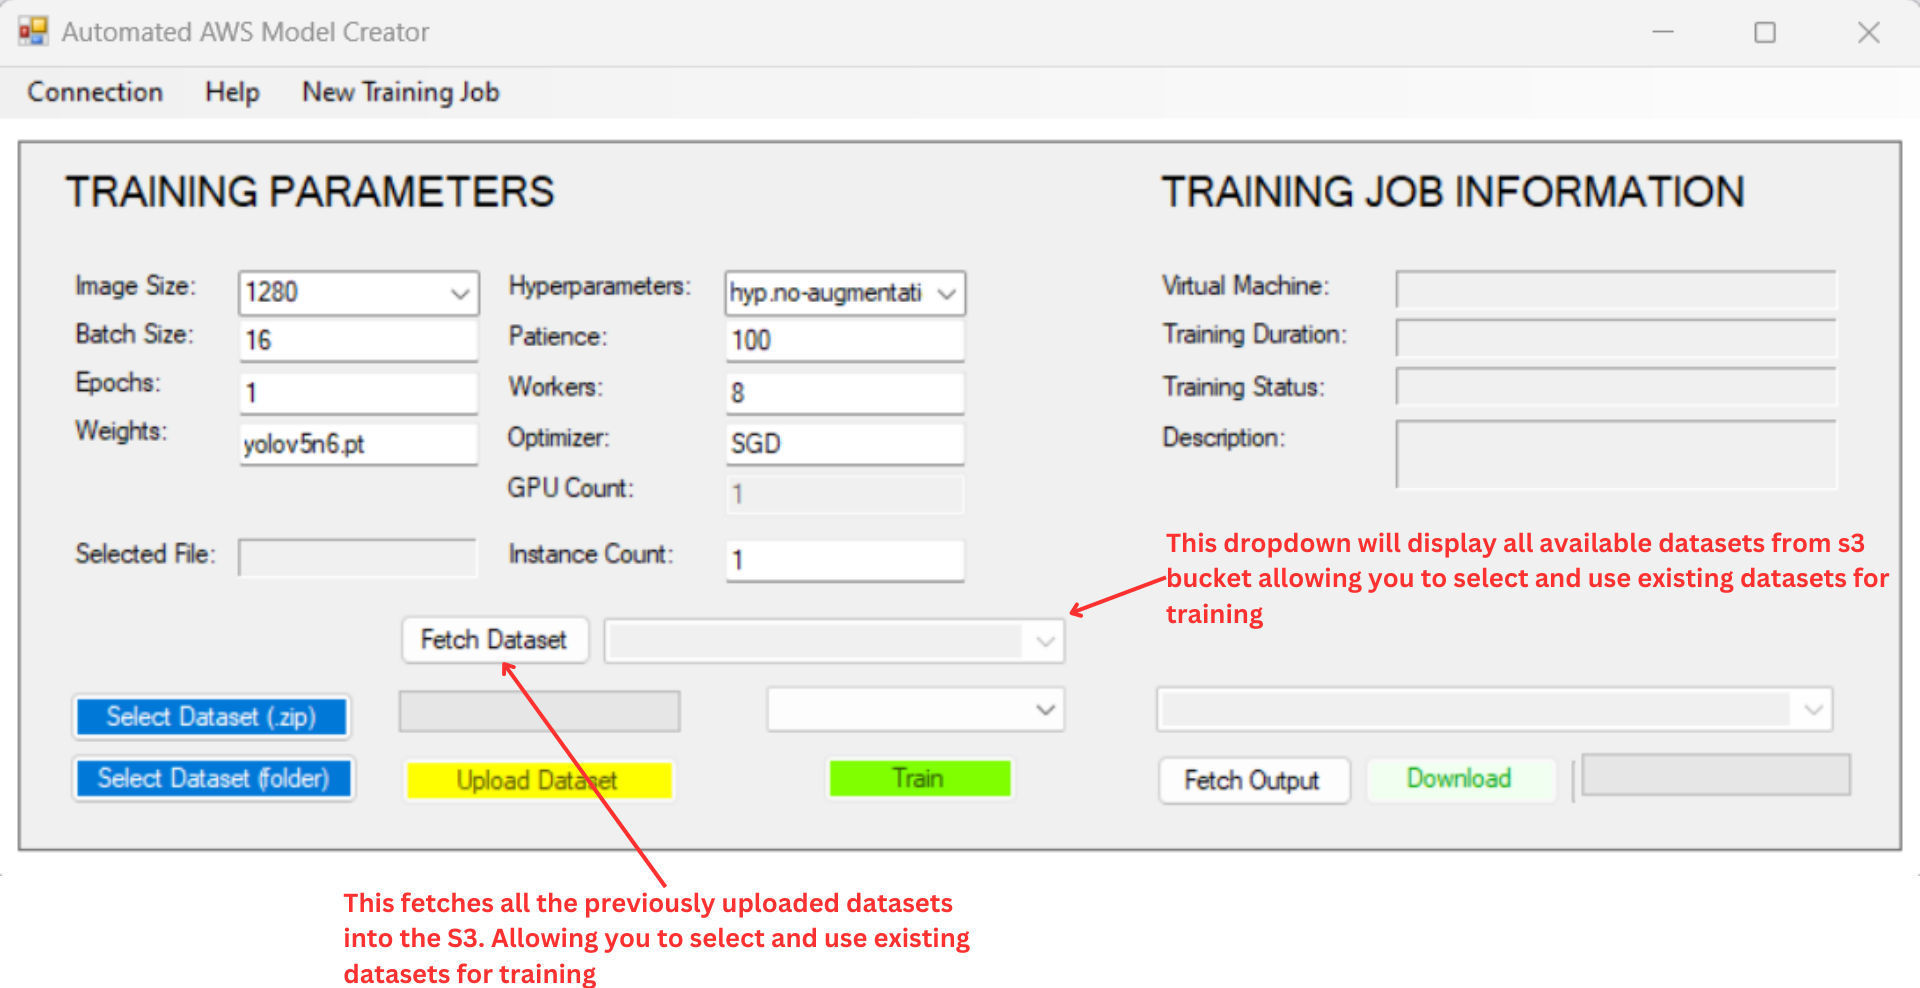 Automated AWS Model Creator
Connection Help New Training Job
TRAINING PARAMETERS
Image Size: 1280
Batch Size: 16
Epochs: 1
Weights: yolov5n6.pt
Selected File:
Hyperparameters: hyp.no-augmentati
Patience: 100
Workers: 8
Optimizer: SGD
GPU Count: 1
Instance Count: 1
Fetch Dataset
Select Dataset (.zip)
Select Dataset (folder)
Upload Dataset
Train
TRAINING JOB INFORMATION
Virtual Machine:
Training Duration:
Training Status:
Description:
This dropdown will display all available datasets from s3
bucket allowing you to select and use existing datasets for
training
Fetch Output
Download
This fetches all the previously uploaded datasets
into the S3. Allowing you to select and use existing
datasets for training